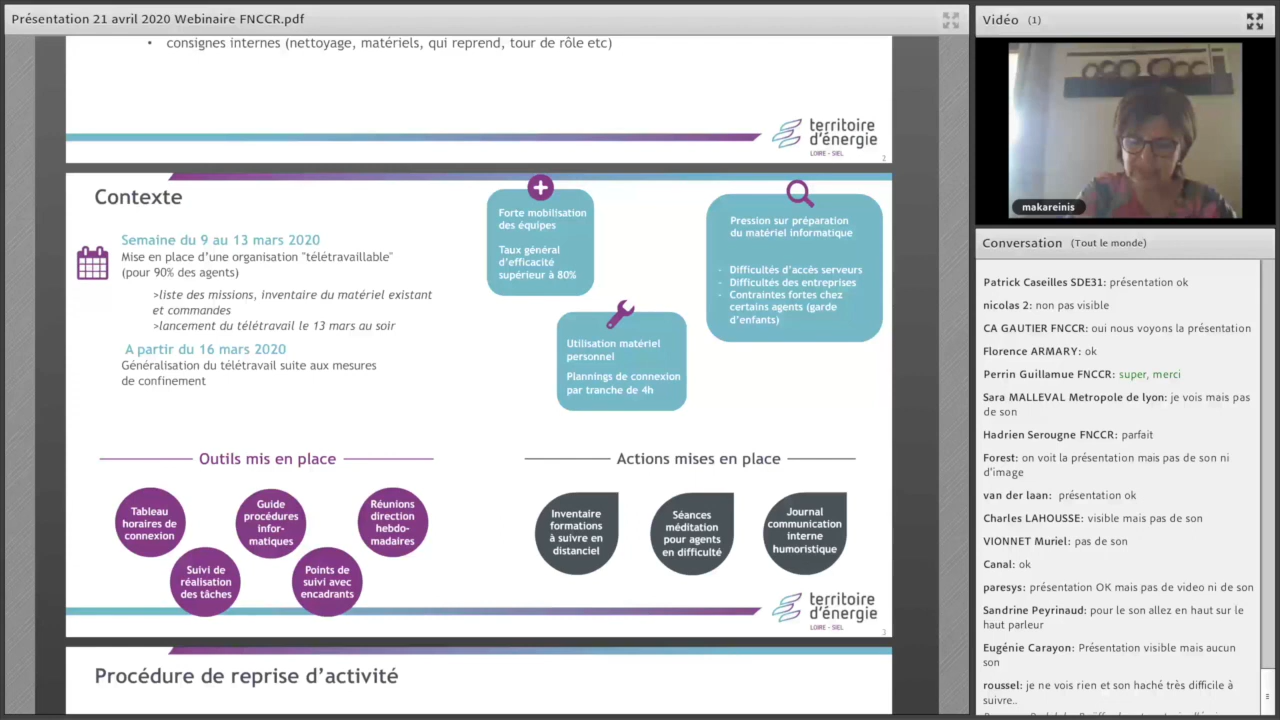 Présentation 21 avril 2020 Webinaire FNCCR.pdf
• consignes internes (nettoyage, matériels, qui reprend, tour de rôle etc)
territoire
d'énergie
LOIRE - SIEL
2
Contexte
Semaine du 9 au 13 mars 2020
Mise en place d'une organisation "télétravaillable"
(pour 90% des agents)
>liste des missions, inventaire du matériel existant
et commandes
>lancement du télétravail le 13 mars au soir
A partir du 16 mars 2020
Généralisation du télétravail suite aux mesures
de confinement
Forte mobilisation
des équipes
Taux général
d'efficacité
supérieur à 80%
Utilisation matériel
personnel
Plannings de connexion
par tranche de 4h
Pression sur préparation
du matériel informatique
- Difficultés d'accès serveurs
- Difficultés des entreprises
- Contraintes fortes chez
certains agents (garde
d'enfants)
Outils mis en place
Tableau
horaires de
connexion
Guide
procédures
infor-
matiques
Réunions
direction
hebdo-
madaires
Suivi de
réalisation
des tâches
Points de
suivi avec
encadrants
Actions mises en place
Inventaire
formations
à suivre en
distanciel
Séances
méditation
pour agents
en difficulté
Journal
communication
interne
humoristique
territoire
d'énergie
LOIRE - SIEL
3
Procédure de reprise d'activité
Vidéo (1)
makareinis
Conversation (Tout le monde)
Patrick Caseilles SDE31: présentation ok
nicolas 2: non pas visible
CA GAUTIER FNCCR: oui nous voyons la présentation
Florence ARMARY: ok
Perrin Guillamue FNCCR: super, merci
Sara MALLEVAL Metropole de lyon: je vois mais pas
de son
Hadrien Serougne FNCCR: parfait
Forest: on voit la présentation mais pas de son ni
d'image
van der laan: présentation ok
Charles LAHOUSSE: visible mais pas de son
VIONNET Muriel: pas de son
Canal: ok
paresys: présentation OK mais pas de video ni de son
Sandrine Peyrinaud: pour le son allez en haut sur le
haut parleur
Eugénie Carayon: Présentation visible mais aucun
son
roussel: je ne vois rien et son haché très difficile à
suivre..